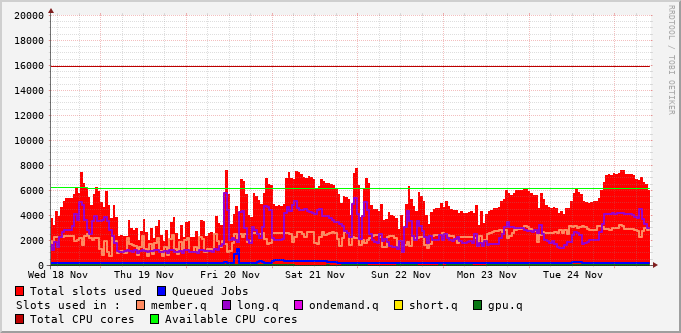 20000
18000
16000
14000
12000
10000
8000
6000
4000
2000
0
Wed 18 Nov Thu 19 Nov Fri 20 Nov Sat 21 Nov Sun 22 Nov Mon 23 Nov Tue 24 Nov
RRDTOOL / TOBI OETIKER
Total slots used Queued Jobs
Slots used in : member.q long.q ondemand.q short.q gpu.q
Total CPU cores Available CPU cores